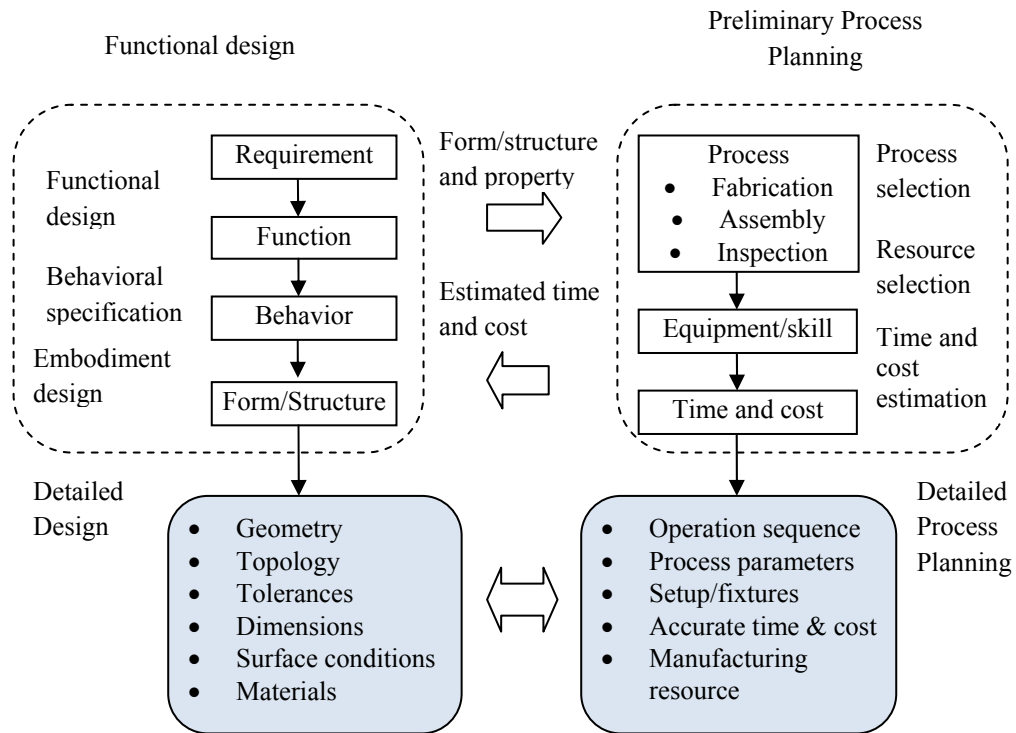 Functional design
Preliminary Process
Planning
Functional
design
Behavioral
specification
Embodiment
design
Requirement
Function
Behavior
Form/Structure
Form/structure
and property
Estimated time
and cost
Process
• Fabrication
• Assembly
• Inspection
Equipment/skill
Time and cost
Process
selection
Resource
selection
Time and
cost
estimation
Detailed
Design
• Geometry
• Topology
• Tolerances
• Dimensions
• Surface conditions
• Materials
• Operation sequence
• Process parameters
• Setup/fixtures
• Accurate time & cost
• Manufacturing
resource
Detailed
Process
Planning